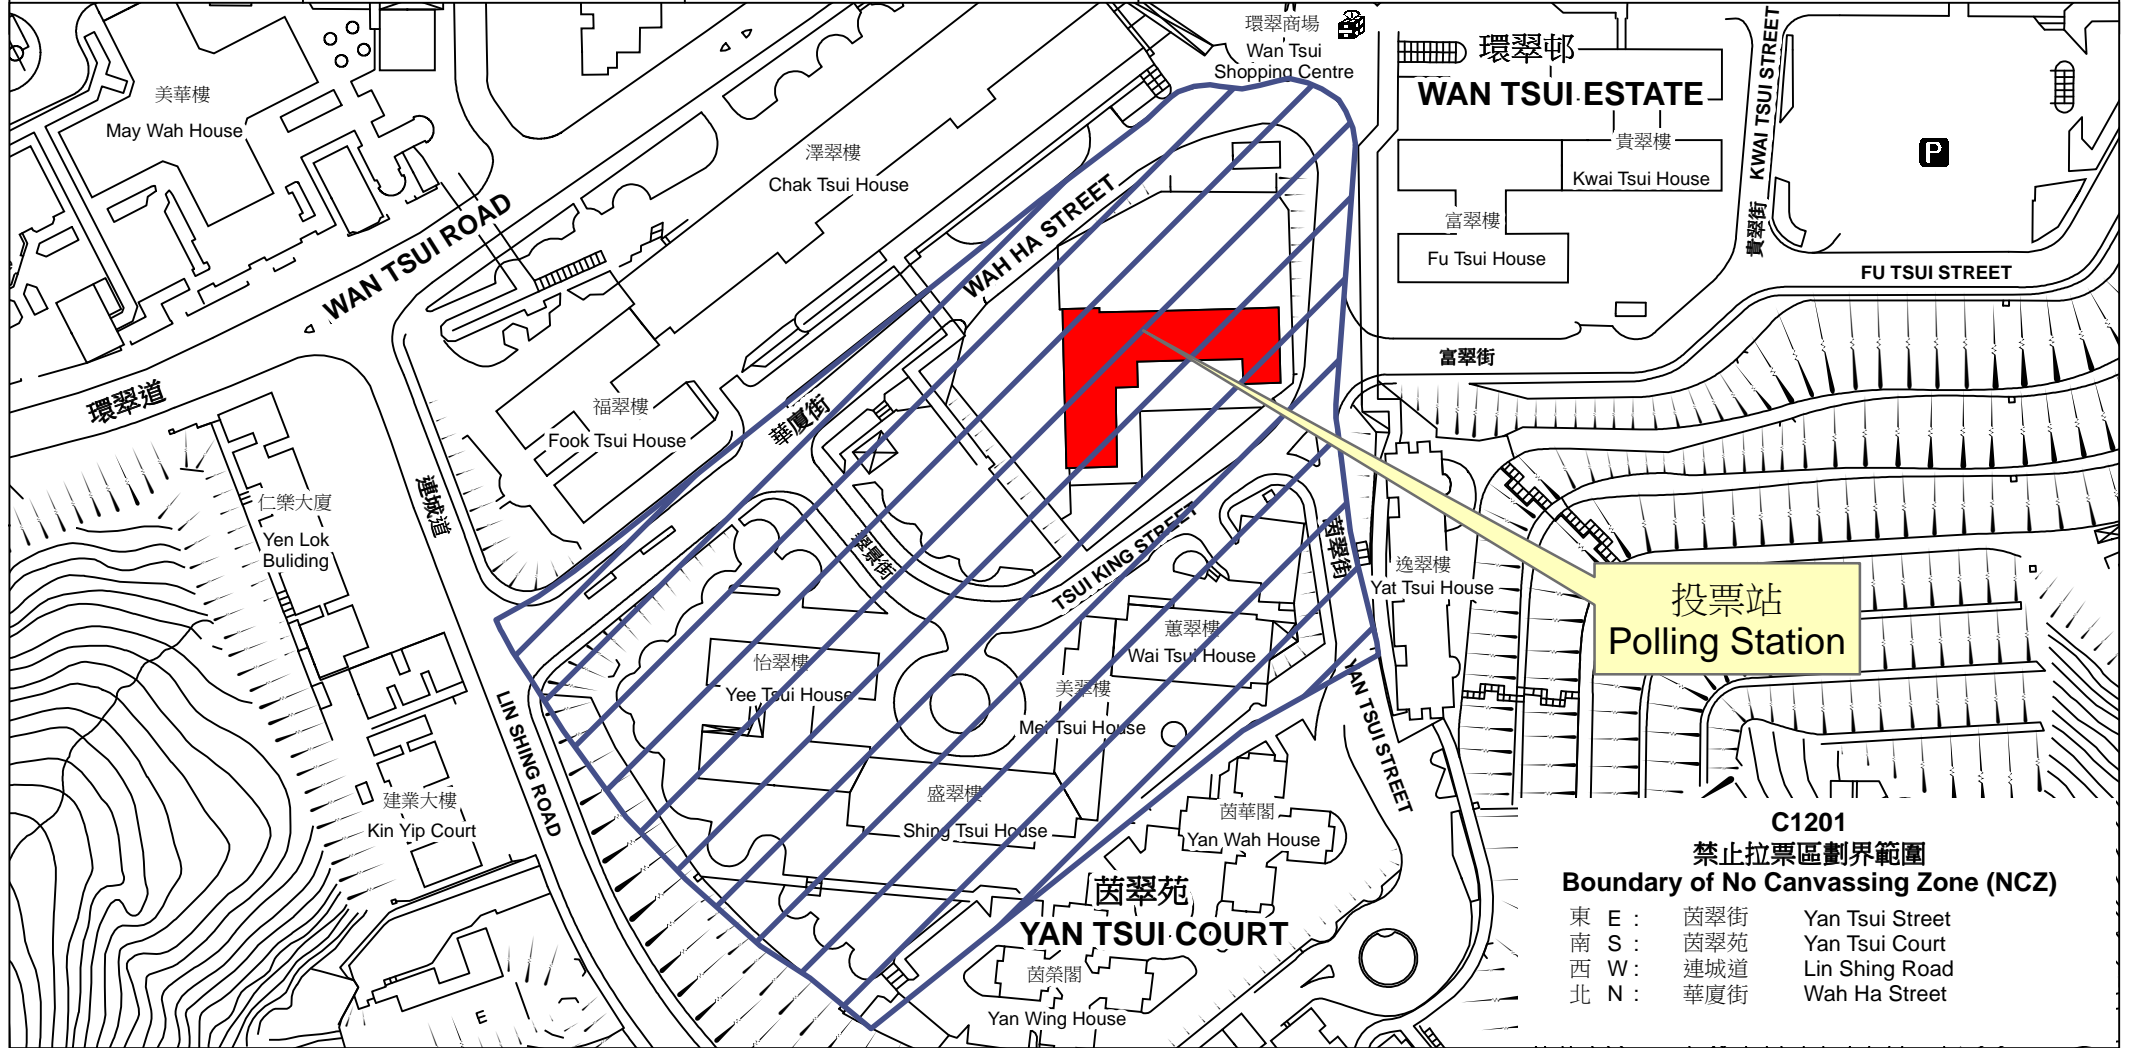 環翠商場
Wan Tsui
Shopping Centre
環翠邨
WAN TSUI ESTATE
美華樓
May Wah House
澤翠樓
Chak Tsui House
貴翠樓
Kwai Tsui House
KWAI TSUI STREET
貴翠街
P
富翠樓
Fu Tsui House
FU TSUI STREET
富翠街
WAN TSUI ROAD
環翠道
WAH HA STREET
華廈街
福翠樓
Fook Tsui House
連城道
仁樂大廈
Yen Lok
Buliding
翠景街
TSUI KING STREET
茵翠街
逸翠樓
Yat Tsui House
投票站
Polling Station
蕙翠樓
Wai Tsui House
怡翠樓
Yee Tsui House
美翠樓
Mei Tsui House
YAN TSUI STREET
LIN SHING ROAD
建業大樓
Kin Yip Court
盛翠樓
Shing Tsui House
茵華閣
Yan Wah House
茵翠苑
YAN TSUI COURT
茵榮閣
Yan Wing House
E
C1201
禁止拉票區劃界範圍
Boundary of No Canvassing Zone (NCZ)
東 E : 茵翠街 Yan Tsui Street
南 S : 茵翠苑 Yan Tsui Court
西 W : 連城道 Lin Shing Road
北 N : 華廈街 Wah Ha Street